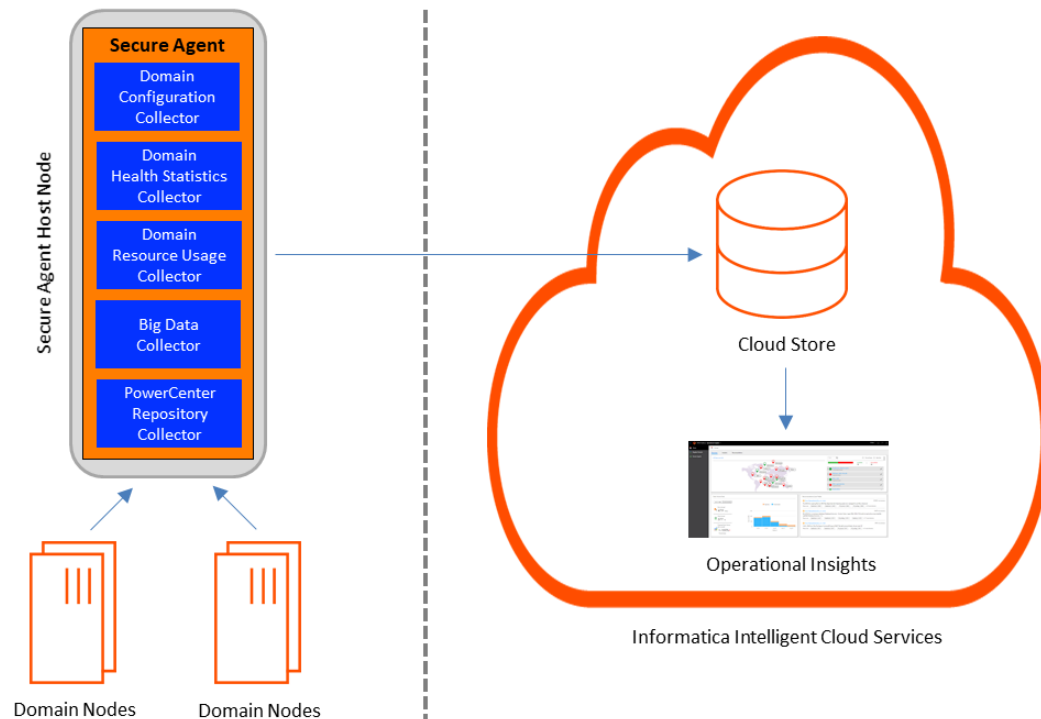 Secure Agent Host Node
Secure Agent
Domain
Configuration
Collector
Domain
Health Statistics
Collector
Domain
Resource Usage
Collector
Big Data
Collector
PowerCenter
Repository
Collector
Domain Nodes
Domain Nodes
Cloud Store
Operational Insights
Informatica Intelligent Cloud Services